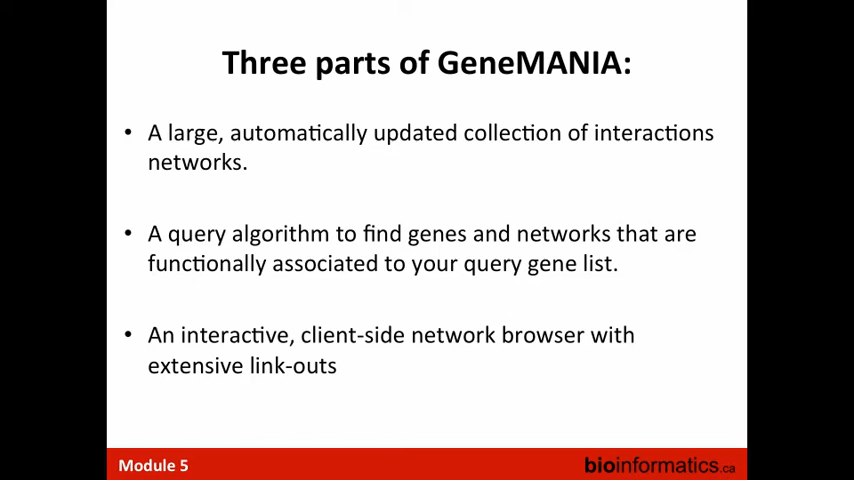 Three parts of GeneMANIA:
• A large, automatically updated collection of interactions
networks.
• A query algorithm to find genes and networks that are
functionally associated to your query gene list.
• An interactive, client-side network browser with
extensive link-outs
Module 5
bioinformatics.ca